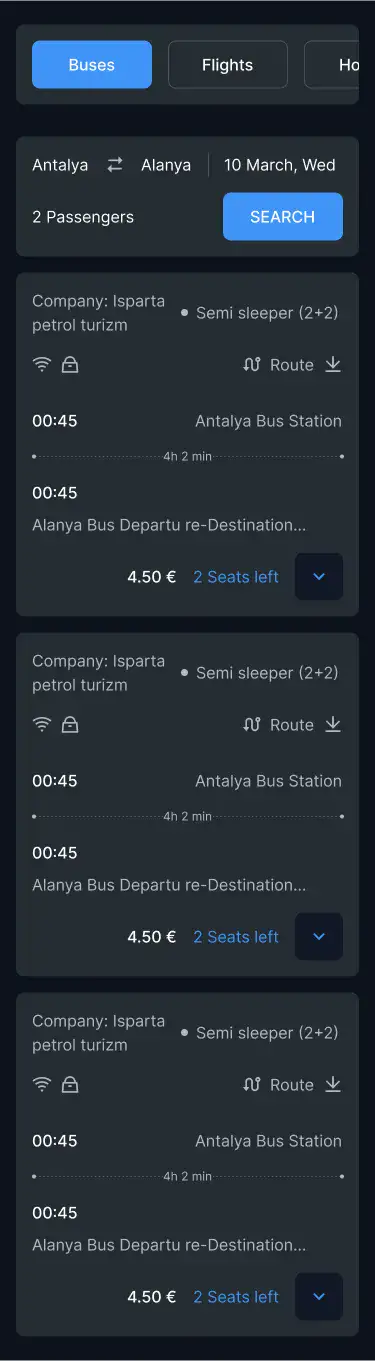 Buses Flights Ho
Antalya Alanya 10 March, Wed
2 Passengers SEARCH
Company: Isparta
petrol turizm
Semi sleeper (2+2)
Route
00:45 Antalya Bus Station
4h 2 min
00:45
Alanya Bus Departu re-Destination...
4.50 € 2 Seats left
Company: Isparta
petrol turizm
Semi sleeper (2+2)
Route
00:45 Antalya Bus Station
4h 2 min
00:45
Alanya Bus Departu re-Destination...
4.50 € 2 Seats left
Company: Isparta
petrol turizm
Semi sleeper (2+2)
Route
00:45 Antalya Bus Station
4h 2 min
00:45
Alanya Bus Departu re-Destination...
4.50 € 2 Seats left